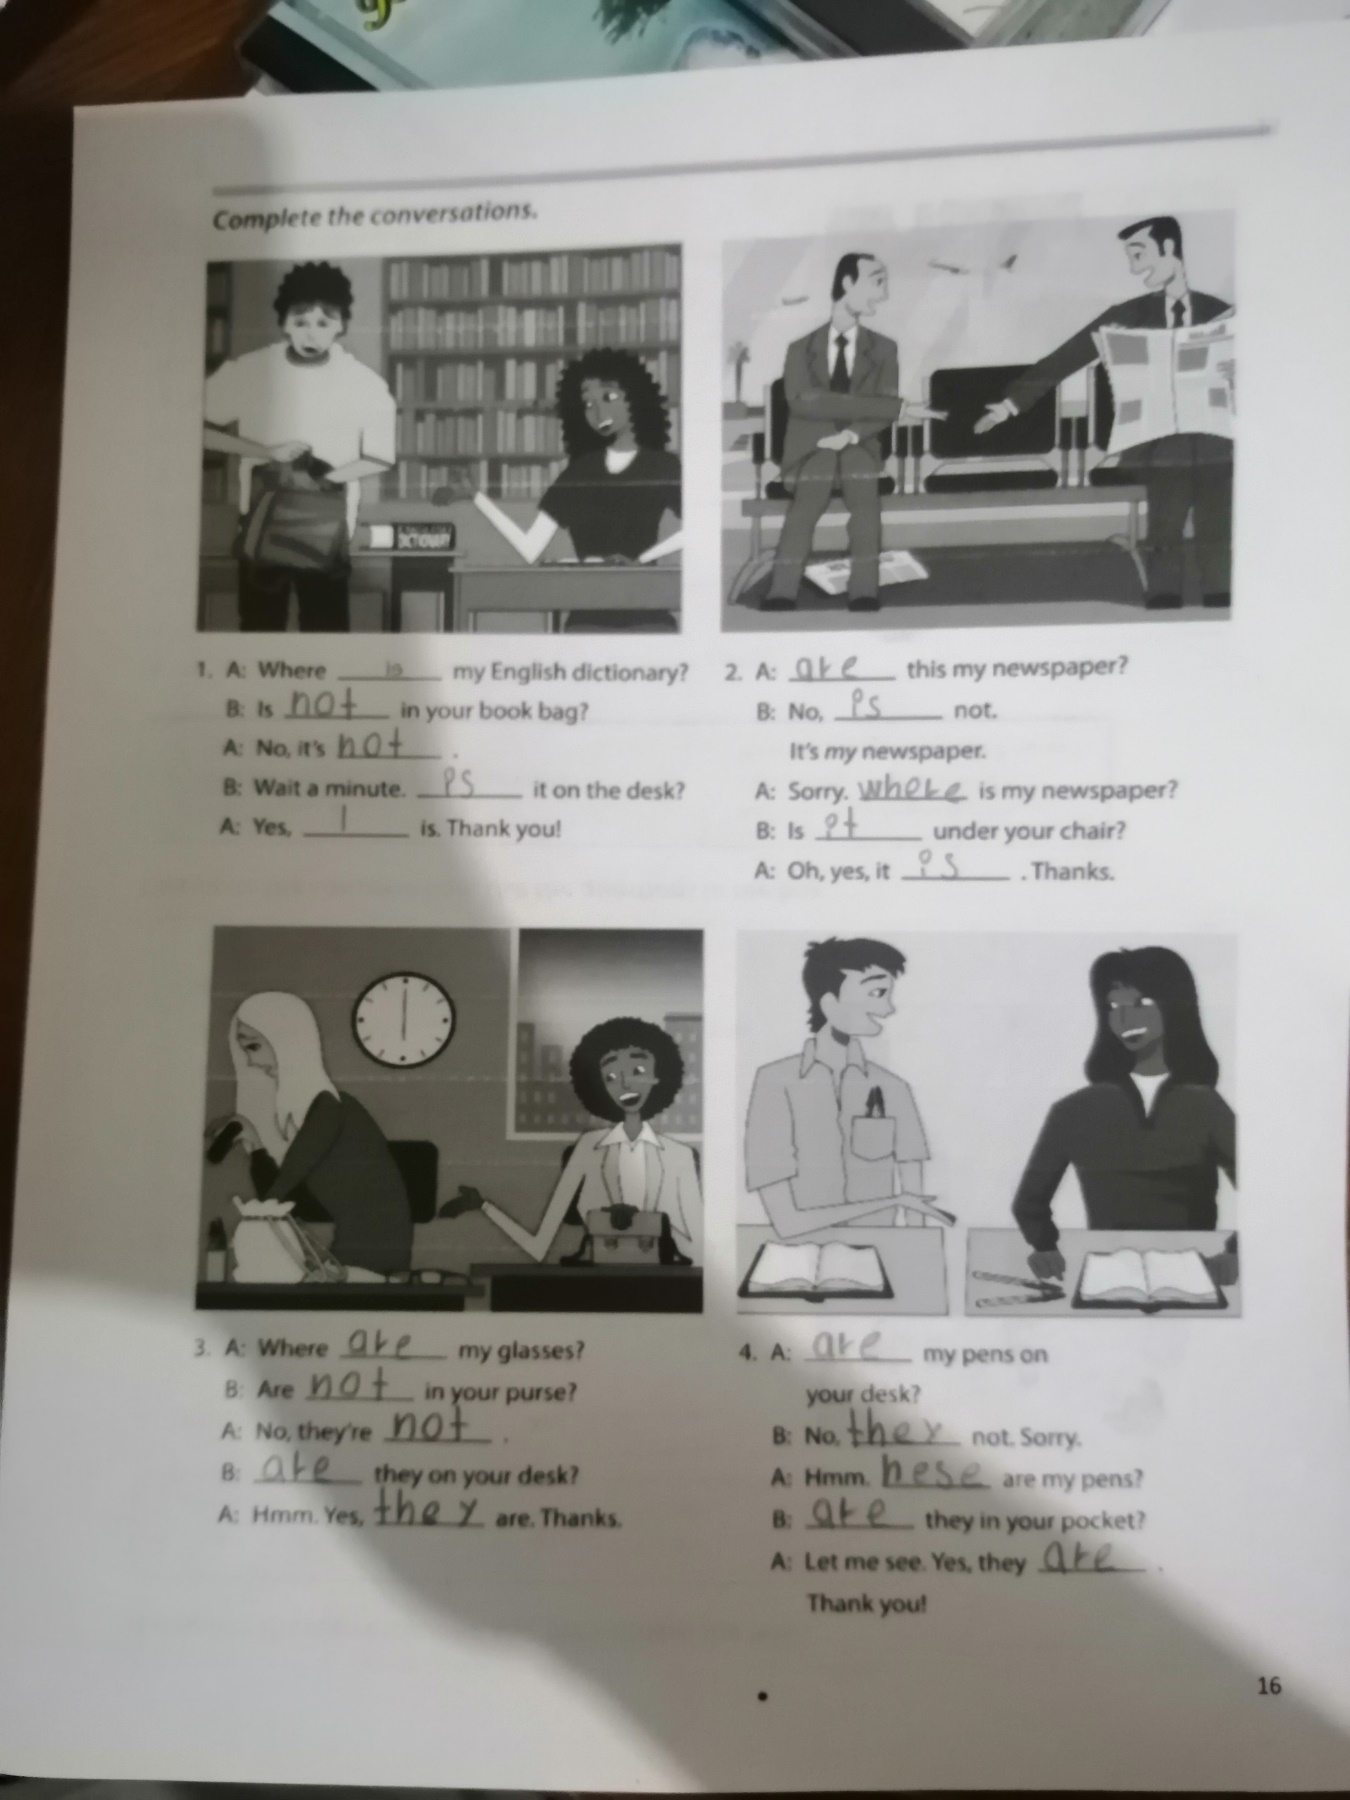 Complete the conversations.
DICTIONARY
1. A: Where is my English dictionary?
B: Is not in your book bag?
A: No, it's not .
B: Wait a minute. is it on the desk?
A: Yes, I is. Thank you!
2. A: are this my newspaper?
B: No, is not.
It's my newspaper.
A: Sorry. where is my newspaper?
B: Is it under your chair?
A: Oh, yes, it is . Thanks.
3. A: Where are my glasses?
B: Are not in your purse?
A: No, they're not .
B: are they on your desk?
A: Hmm. Yes, they are. Thanks.
4. A: are my pens on
your desk?
B: No, they not. Sorry.
A: Hmm. hese are my pens?
B: are they in your pocket?
A: Let me see. Yes, they are .
Thank you!
16